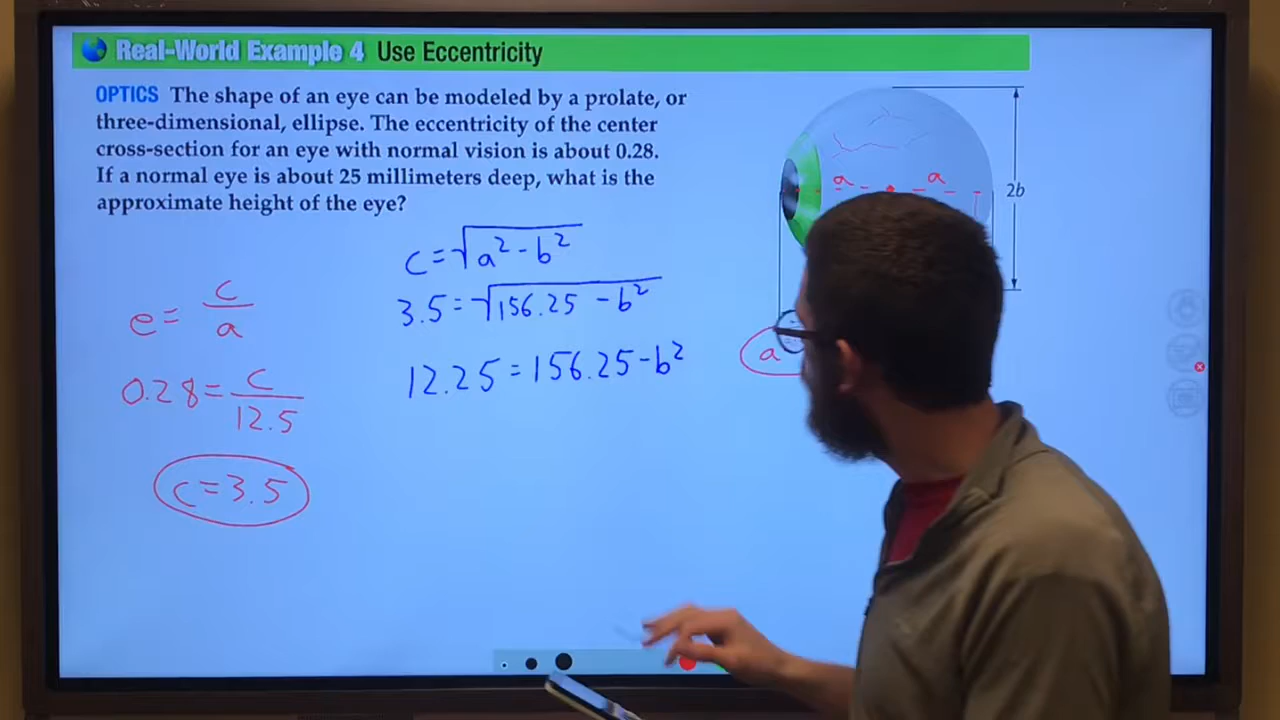 Real-World Example 4 Use Eccentricity
OPTICS The shape of an eye can be modeled by a prolate, or
three-dimensional, ellipse. The eccentricity of the center
cross-section for an eye with normal vision is about 0.28.
If a normal eye is about 25 millimeters deep, what is the
approximate height of the eye?
a a
2b
c = √a² - b²
e = c/a
3.5 = √156.25 - b²
a
12.25 = 156.25 - b²
0.28 = c/12.5
c = 3.5